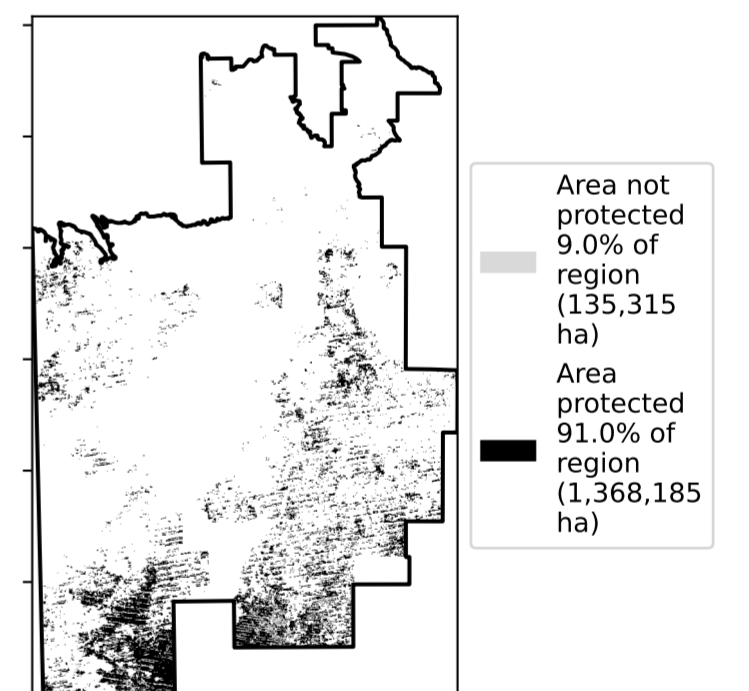 Area not
protected
9.0% of
region
(135,315
ha)
Area
protected
91.0% of
region
(1,368,185
ha)